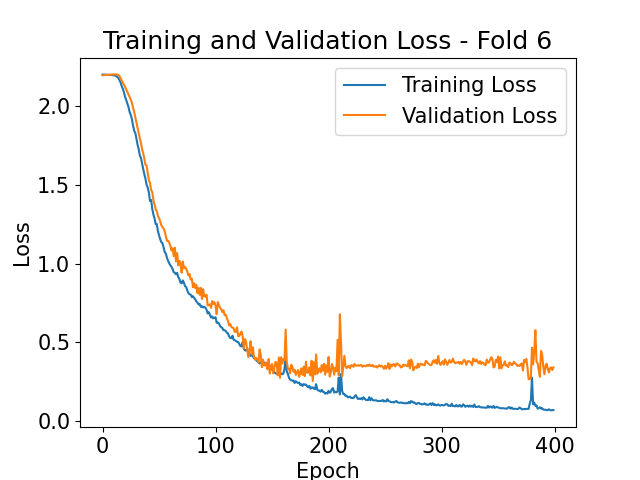 Training and Validation Loss - Fold 6
Training Loss
Validation Loss
Loss
2.0
1.5
1.0
0.5
0.0
0
100
200
300
400
Epoch